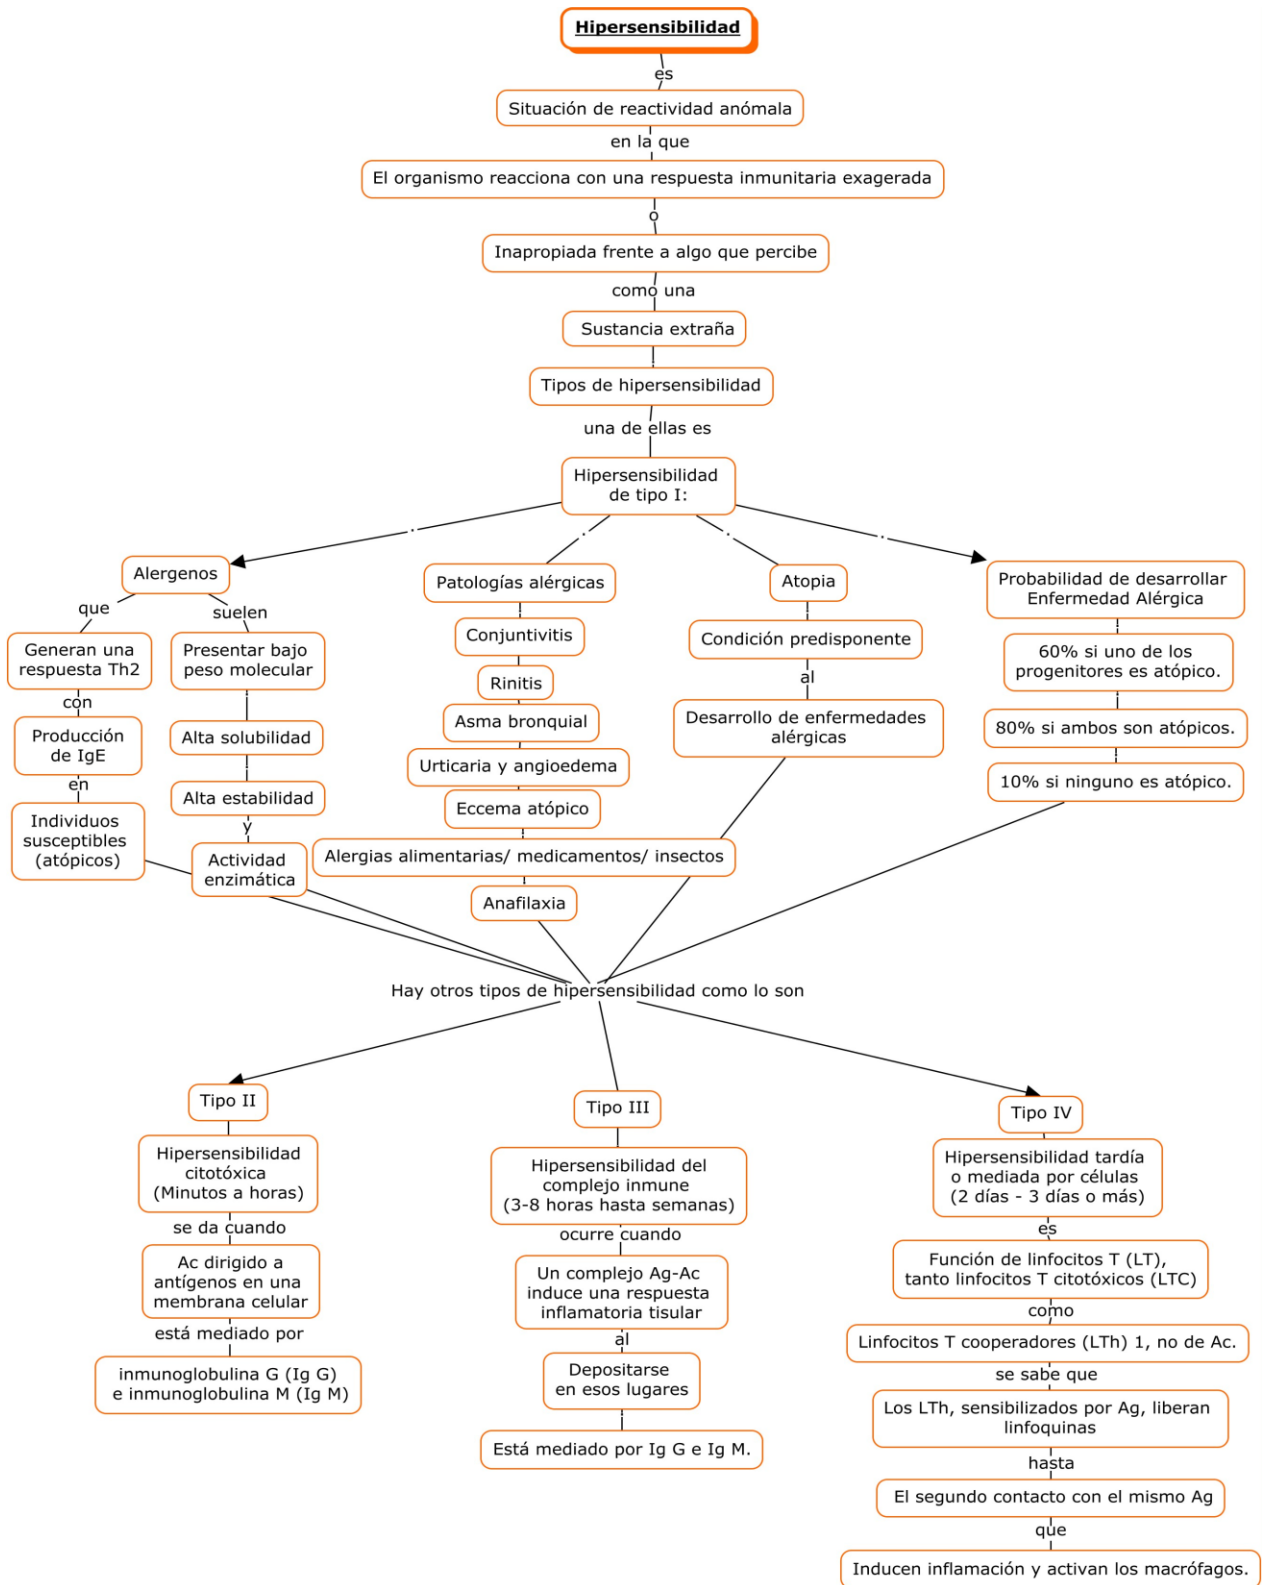 Hipersensibilidad
es
Situación de reactividad anómala
en la que
El organismo reacciona con una respuesta inmunitaria exagerada
o
Inapropiada frente a algo que percibe
como una
Sustancia extraña
Tipos de hipersensibilidad
una de ellas es
Hipersensibilidad
de tipo I:
Alergenos
que
Generan una
respuesta Th2
con
Producción
de IgE
en
Individuos
susceptibles
(atópicos)
suelen
Presentar bajo
peso molecular
Alta solubilidad
Alta estabilidad
y
Actividad
enzimática
Patologías alérgicas
Conjuntivitis
Rinitis
Asma bronquial
Urticaria y angioedema
Eccema atópico
Alergias alimentarias/ medicamentos/ insectos
Anafilaxia
Atopia
Condición predisponente
al
Desarrollo de enfermedades
alérgicas
Probabilidad de desarrollar
Enfermedad Alérgica
60% si uno de los
progenitores es atópico.
80% si ambos son atópicos.
10% si ninguno es atópico.
Hay otros tipos de hipersensibilidad como lo son
Tipo II
Hipersensibilidad
citotóxica
(Minutos a horas)
se da cuando
Ac dirigido a
antígenos en una
membrana celular
está mediado por
inmunoglobulina G (Ig G)
e inmunoglobulina M (Ig M)
Tipo III
Hipersensibilidad del
complejo inmune
(3-8 horas hasta semanas)
ocurre cuando
Un complejo Ag-Ac
induce una respuesta
inflamatoria tisular
al
Depositarse
en esos lugares
Está mediado por Ig G e Ig M.
Tipo IV
Hipersensibilidad tardía
o mediada por células
(2 días - 3 días o más)
es
Función de linfocitos T (LT),
tanto linfocitos T citotóxicos (LTC)
como
Linfocitos T cooperadores (LTh) 1, no de Ac.
se sabe que
Los LTh, sensibilizados por Ag, liberan
linfoquinas
hasta
El segundo contacto con el mismo Ag
que
Inducen inflamación y activan los macrófagos.